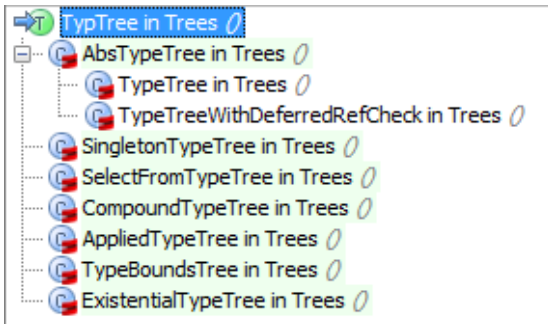 TypTree in Trees ()
AbsTypeTree in Trees ()
TypeTree in Trees ()
TypeTreeWithDeferredRefCheck in Trees ()
SingletonTypeTree in Trees ()
SelectFromTypeTree in Trees ()
CompoundTypeTree in Trees ()
AppliedTypeTree in Trees ()
TypeBoundsTree in Trees ()
ExistentialTypeTree in Trees ()